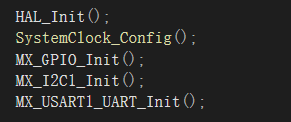 HAL_Init();
SystemClock_Config();
MX_GPIO_Init();
MX_I2C1_Init();
MX_USART1_UART_Init();